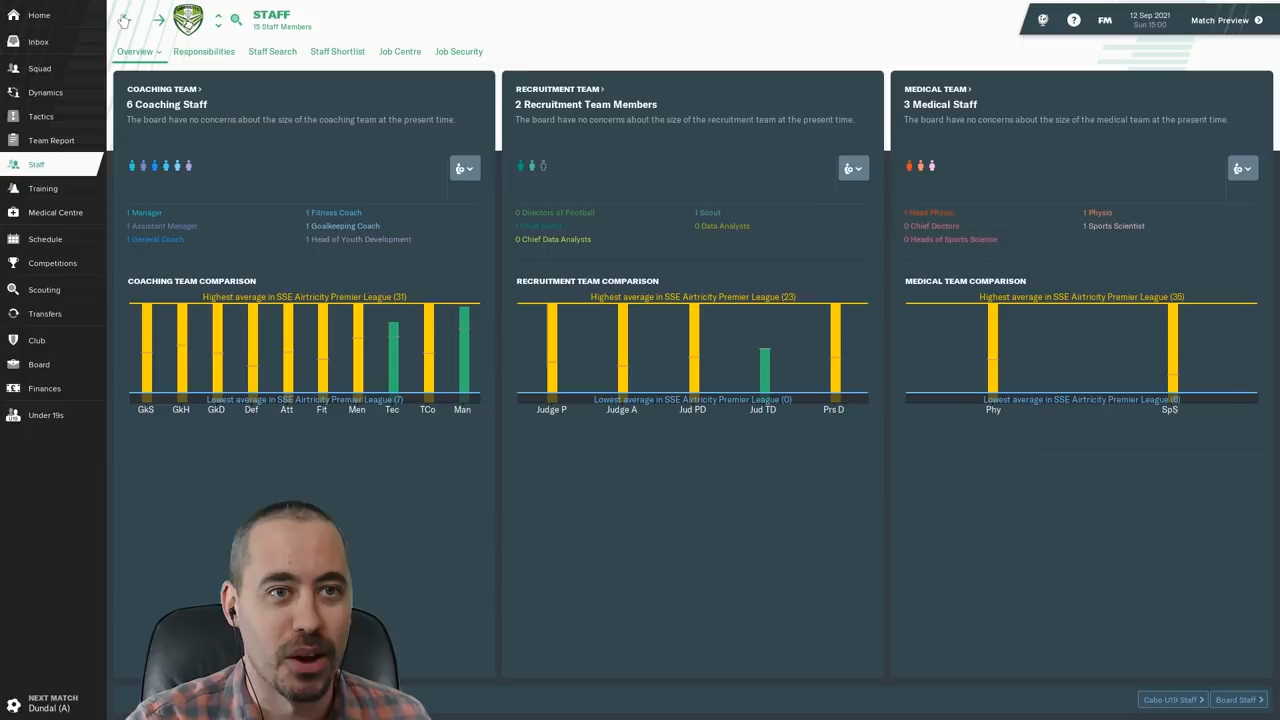 Home
Inbox
Squad
Dynamics
Tactics
Team Report
Staff
Training
Medical Centre
Schedule
Competitions
Scouting
Transfers
Club
Board
Finances
Under 19s
NEXT MATCH
Dundal (A)
STAFF
15 Staff Members
FM
12 Sep 2021
Sun 15:00
Match Preview
Overview
Responsibilities
Staff Search
Staff Shortlist
Job Centre
Job Security
COACHING TEAM
6 Coaching Staff
The board have no concerns about the size of the coaching team at the present time.
1 Manager
1 Assistant Manager
1 General Coach
1 Fitness Coach
1 Goalkeeping Coach
1 Head of Youth Development
COACHING TEAM COMPARISON
Highest average in SSE Airtricity Premier League (31)
Lowest average in SSE Airtricity Premier League (7)
GkS GkH GkD Def Att Fit Men Tec TCo Man
RECRUITMENT TEAM
2 Recruitment Team Members
The board have no concerns about the size of the recruitment team at the present time.
0 Directors of Football
0 Chief Data Analysts
1 Scout
0 Data Analysts
RECRUITMENT TEAM COMPARISON
Highest average in SSE Airtricity Premier League (23)
Lowest average in SSE Airtricity Premier League (0)
Judge P Judge A Jud PD Jud TD Prs D
MEDICAL TEAM
3 Medical Staff
The board have no concerns about the size of the medical team at the present time.
1 Head Physio
0 Chief Doctors
0 Heads of Sports Science
1 Physio
1 Sports Scientist
MEDICAL TEAM COMPARISON
Highest average in SSE Airtricity Premier League (35)
Lowest average in SSE Airtricity Premier League
Phy SpS
Cabo U19 Staff
Board Staff